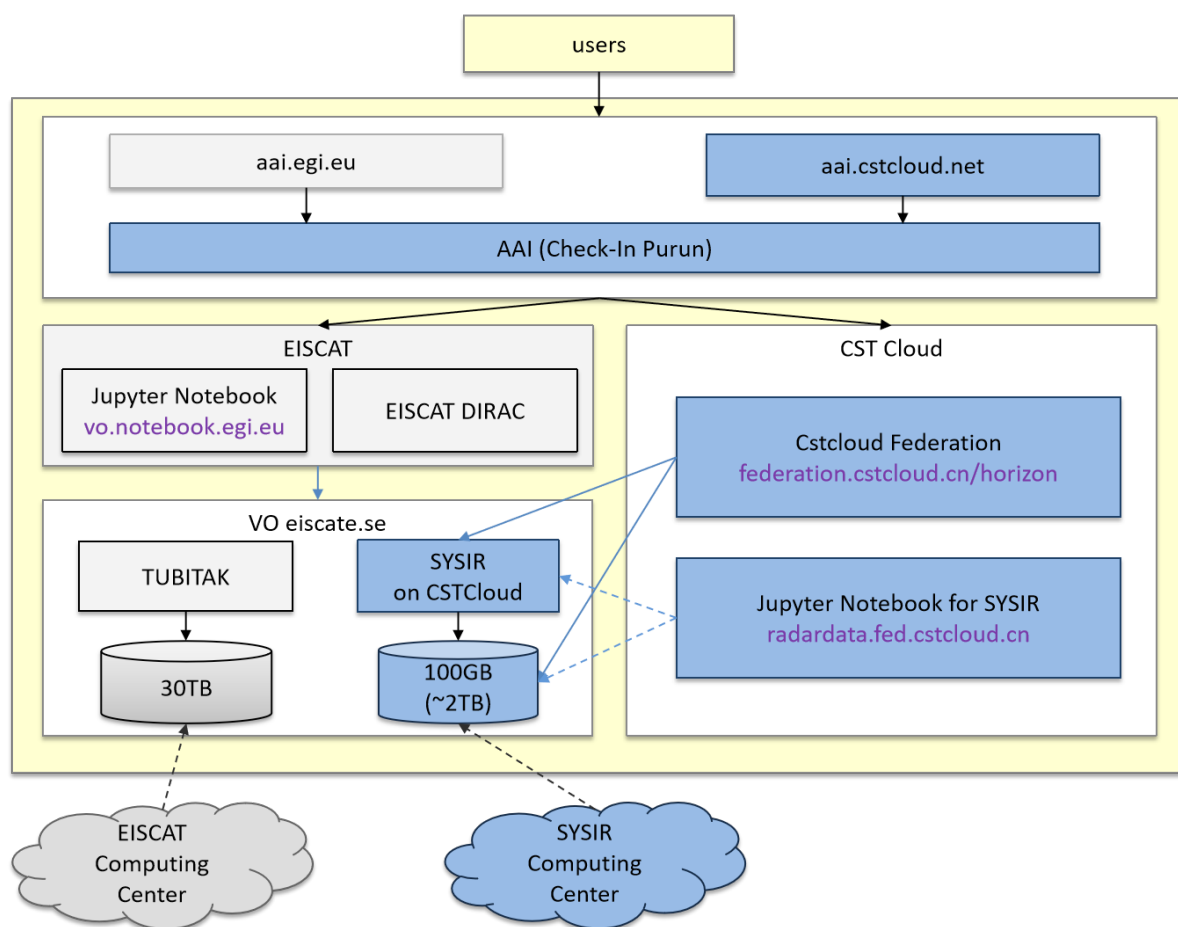 users
aai.egi.eu
aai.cstcloud.net
AAI (Check-In Purun)
EISCAT
Jupyter Notebook
vo.notebook.egi.eu
EISCAT DIRAC
CST Cloud
Cstcloud Federation
federation.cstcloud.cn/horizon
Jupyter Notebook for SYSIR
radardata.fed.cstcloud.cn
VO eiscate.se
TUBITAK
30TB
SYSIR
on CSTCloud
100GB
(~2TB)
EISCAT
Computing
Center
SYSIR
Computing
Center